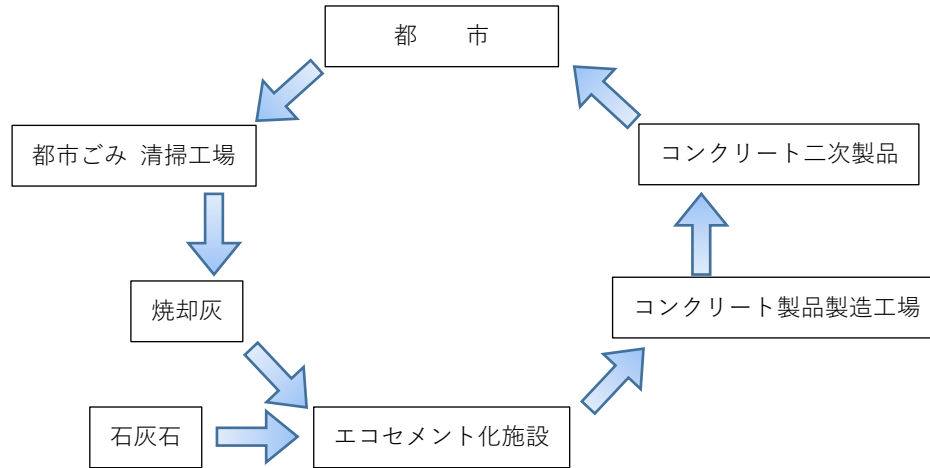 都　　市
都市ごみ 清掃工場
コンクリート二次製品
焼却灰
コンクリート製品製造工場
石灰石
エコセメント化施設